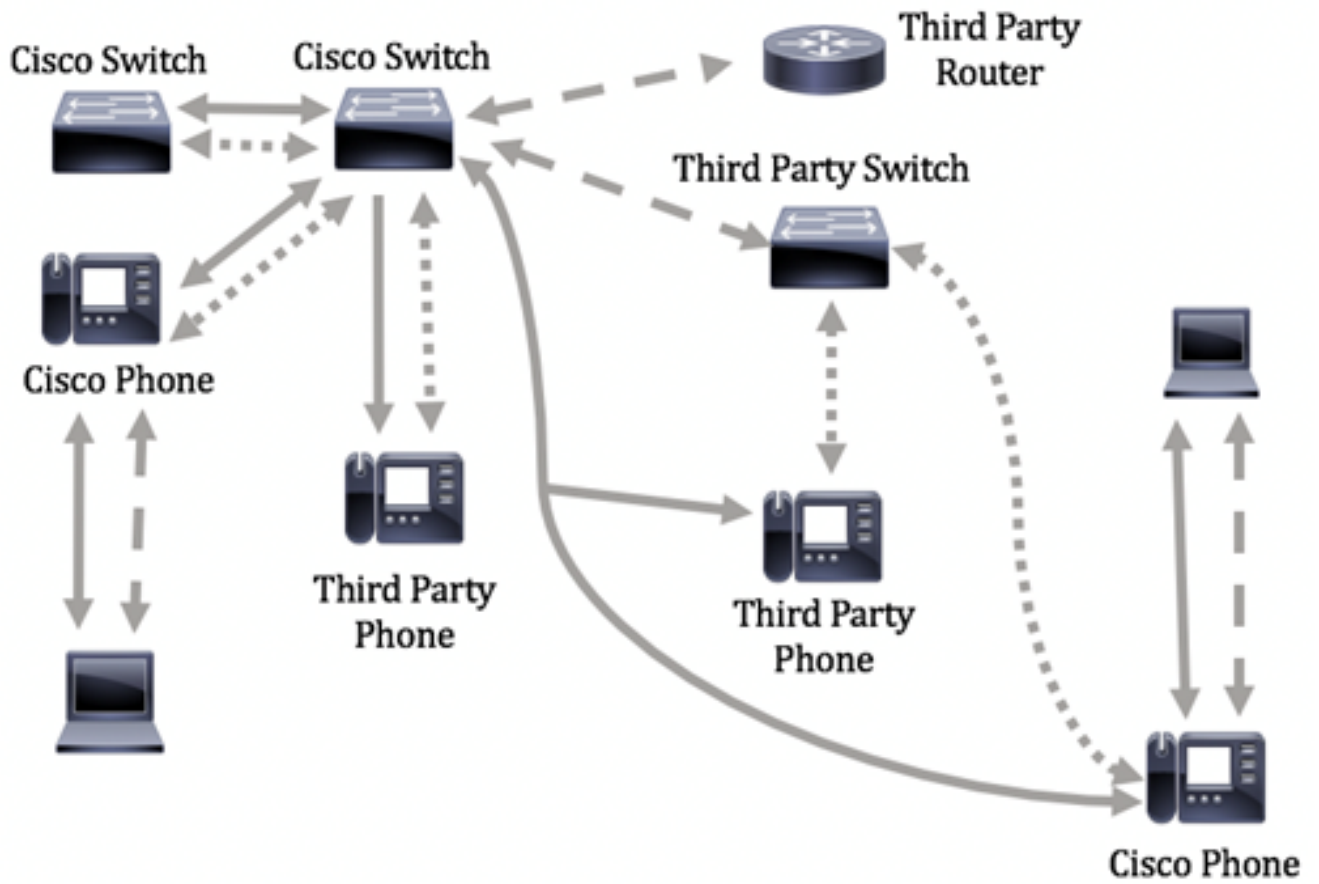 Cisco Switch
Cisco Switch
Third Party
Router
Third Party Switch
Cisco Phone
Third Party
Phone
Third Party
Phone
Cisco Phone